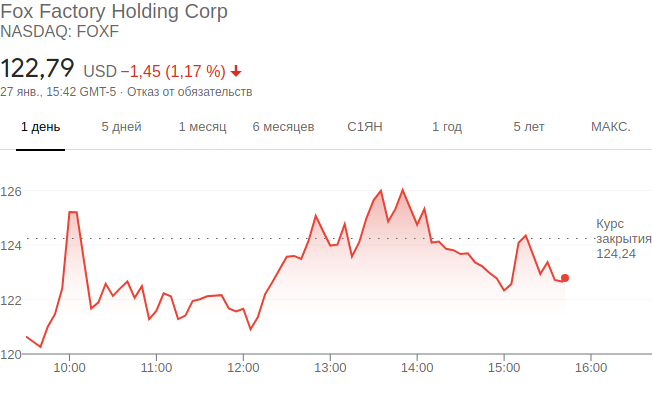 Fox Factory Holding Corp
NASDAQ: FOXF
122,79 USD −1,45 (1,17 %)
27 янв., 15:42 GMT-5 · Отказ от обязательств
1 день 5 дней 1 месяц 6 месяцев С1ЯН 1 год 5 лет МАКС.
126
Курс
124 закрытия
124,24
122
120
10:00 11:00 12:00 13:00 14:00 15:00 16:00